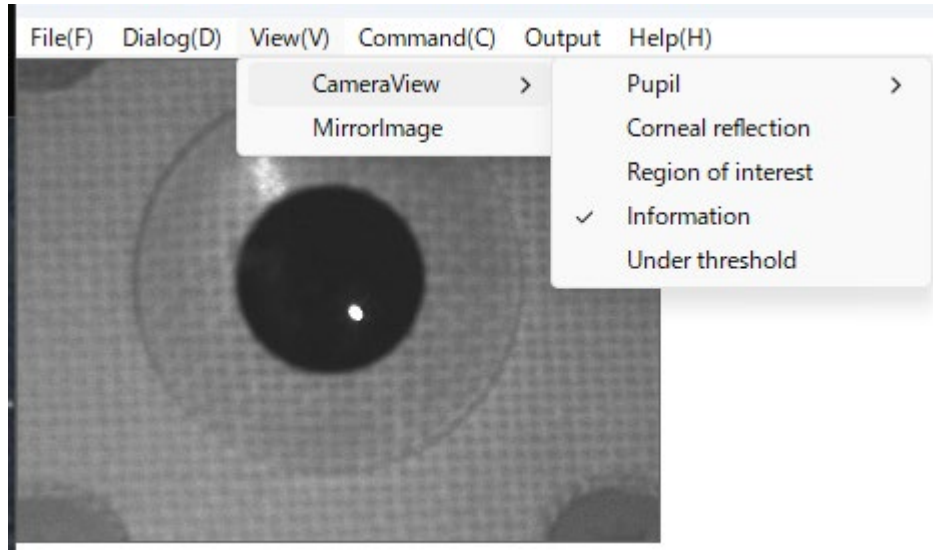 File(F) Dialog(D) View(V) Command(C) Output Help(H)
CameraView
MirrorImage
Pupil
Corneal reflection
Region of interest
Information
Under threshold